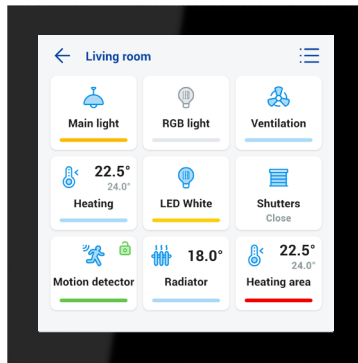 Living room
Main light
RGB light
Ventilation
22.5°
24.0°
Heating
LED White
Shutters
Close
Motion detector
18.0°
Radiator
22.5°
24.0°
Heating area